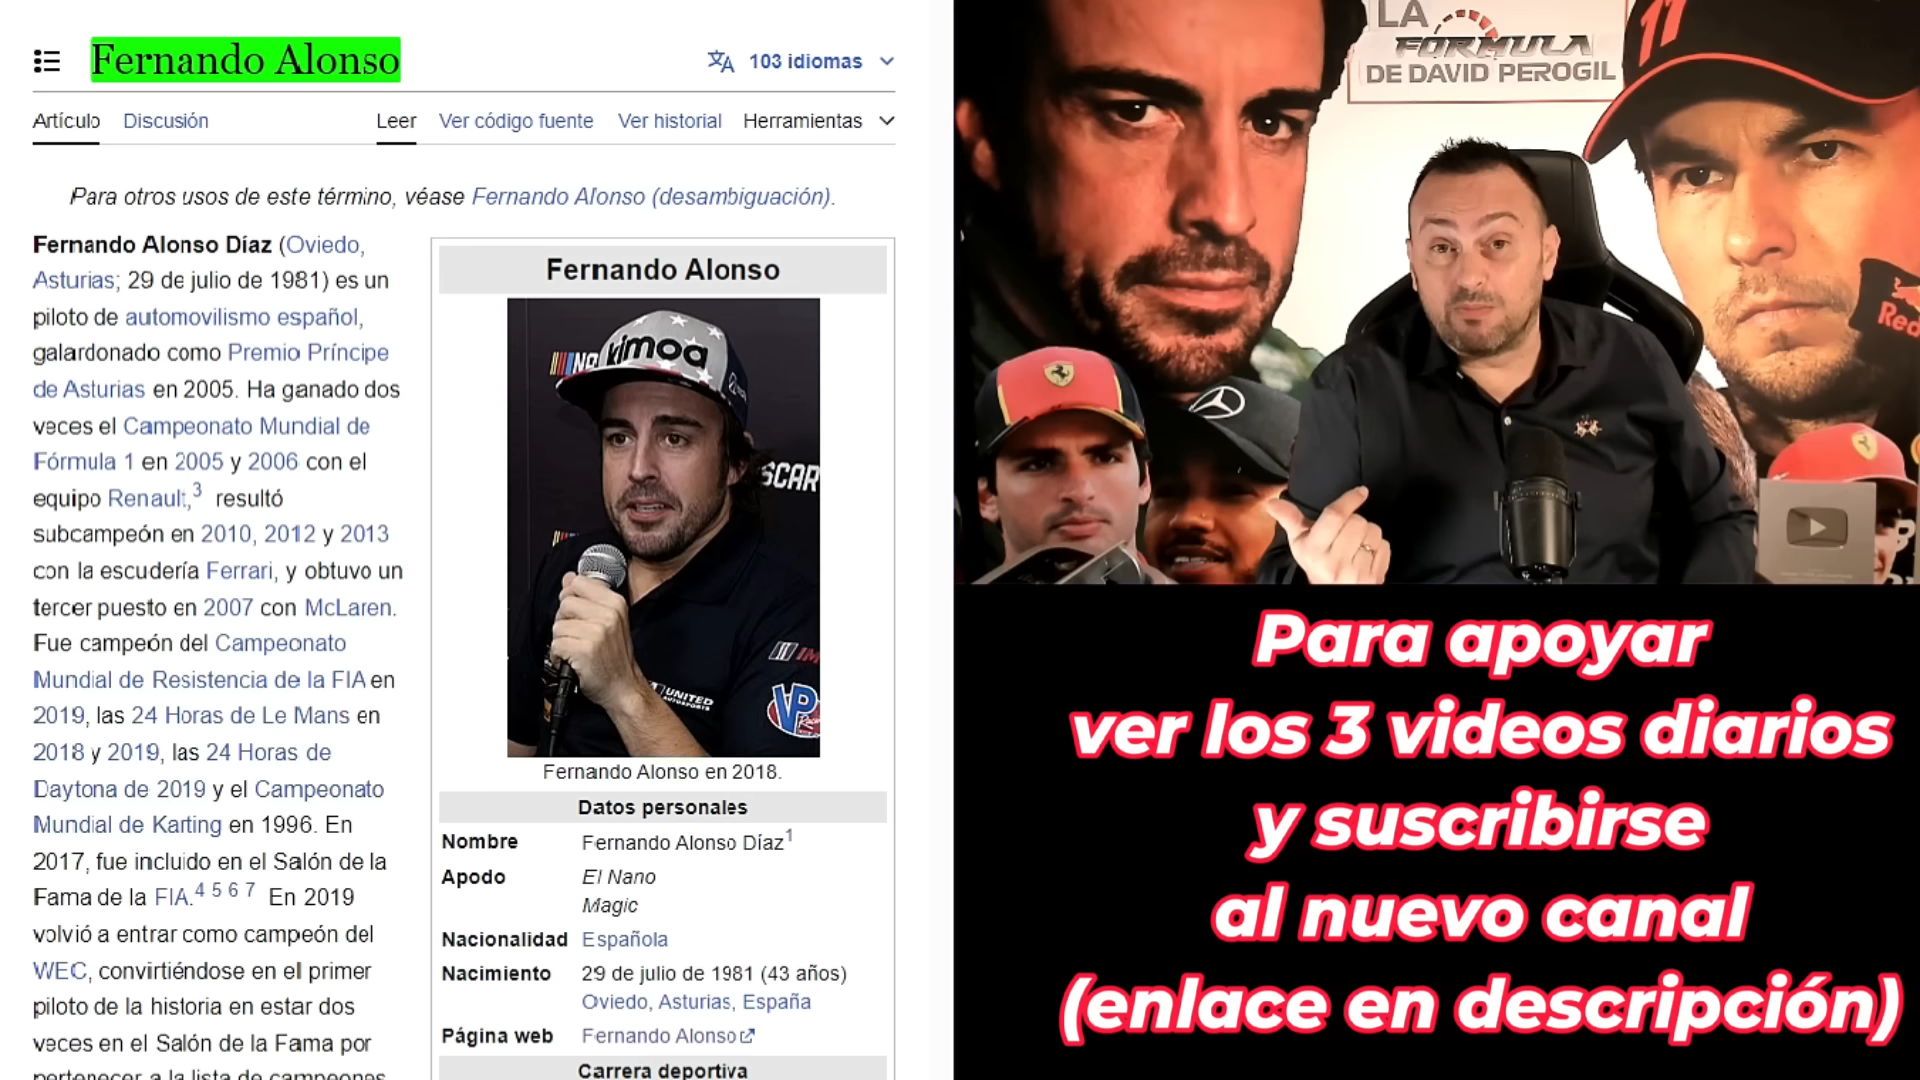 Fernando Alonso
103 idiomas
Artículo Discusión Leer Ver código fuente Ver historial Herramientas
Para otros usos de este término, véase Fernando Alonso (desambiguación).
Fernando Alonso Díaz (Oviedo,
Asturias; 29 de julio de 1981) es un
piloto de automovilismo español,
galardonado como Premio Príncipe
de Asturias en 2005. Ha ganado dos
veces el Campeonato Mundial de
Fórmula 1 en 2005 y 2006 con el
equipo Renault,3 resultó
subcampeón en 2010, 2012 y 2013
con la escudería Ferrari, y obtuvo un
tercer puesto en 2007 con McLaren.
Fue campeón del Campeonato
Mundial de Resistencia de la FIA en
2019, las 24 Horas de Le Mans en
2018 y 2019, las 24 Horas de
Daytona de 2019 y el Campeonato
Mundial de Karting en 1996. En
2017, fue incluido en el Salón de la
Fama de la FIA.4 5 6 7 En 2019
volvió a entrar como campeón del
WEC, convirtiéndose en el primer
piloto de la historia en estar dos
veces en el Salón de la Fama por
pertenecer a la lista de campeones
Fernando Alonso
kimoa
SCAR
UNITED
AUTOSPORTS
VP
Fernando Alonso en 2018.
Datos personales
Nombre Fernando Alonso Díaz1
Apodo El Nano
Magic
Nacionalidad Española
Nacimiento 29 de julio de 1981 (43 años)
Oviedo, Asturias, España
Página web Fernando Alonso
Carrera deportiva
LA
FORMULA
DE DAVID PEROGIL
11
Red
Para apoyar
ver los 3 videos diarios
y suscribirse
al nuevo canal
(enlace en descripción)